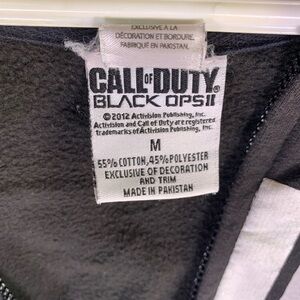 EXCLUSIVE A LA
DÉCORATION ET BORDURE.
FABRIQUÉ EN PAKISTAN.
CALL OF DUTY®
BLACK OPS II
© 2012 Activision Publishing, Inc.
Activision and Call of Duty are registered
trademarks of Activision Publishing, Inc.
M
55% COTTON, 45% POLYESTER
EXCLUSIVE OF DECORATION
AND TRIM
MADE IN PAKISTAN